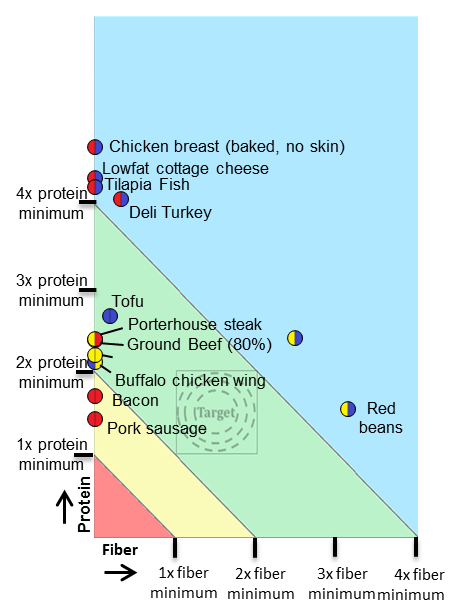 Chicken breast (baked, no skin)
Lowfat cottage cheese
Tilapia Fish
4x protein
minimum
Deli Turkey
3x protein
minimum
Tofu
Porterhouse steak
Ground Beef (80%)
2x protein
minimum
Buffalo chicken wing
Bacon
Target
Red
beans
Pork sausage
1x protein
minimum
Protein
Fiber
1x fiber
minimum
2x fiber
minimum
3x fiber
minimum
4x fiber
minimum